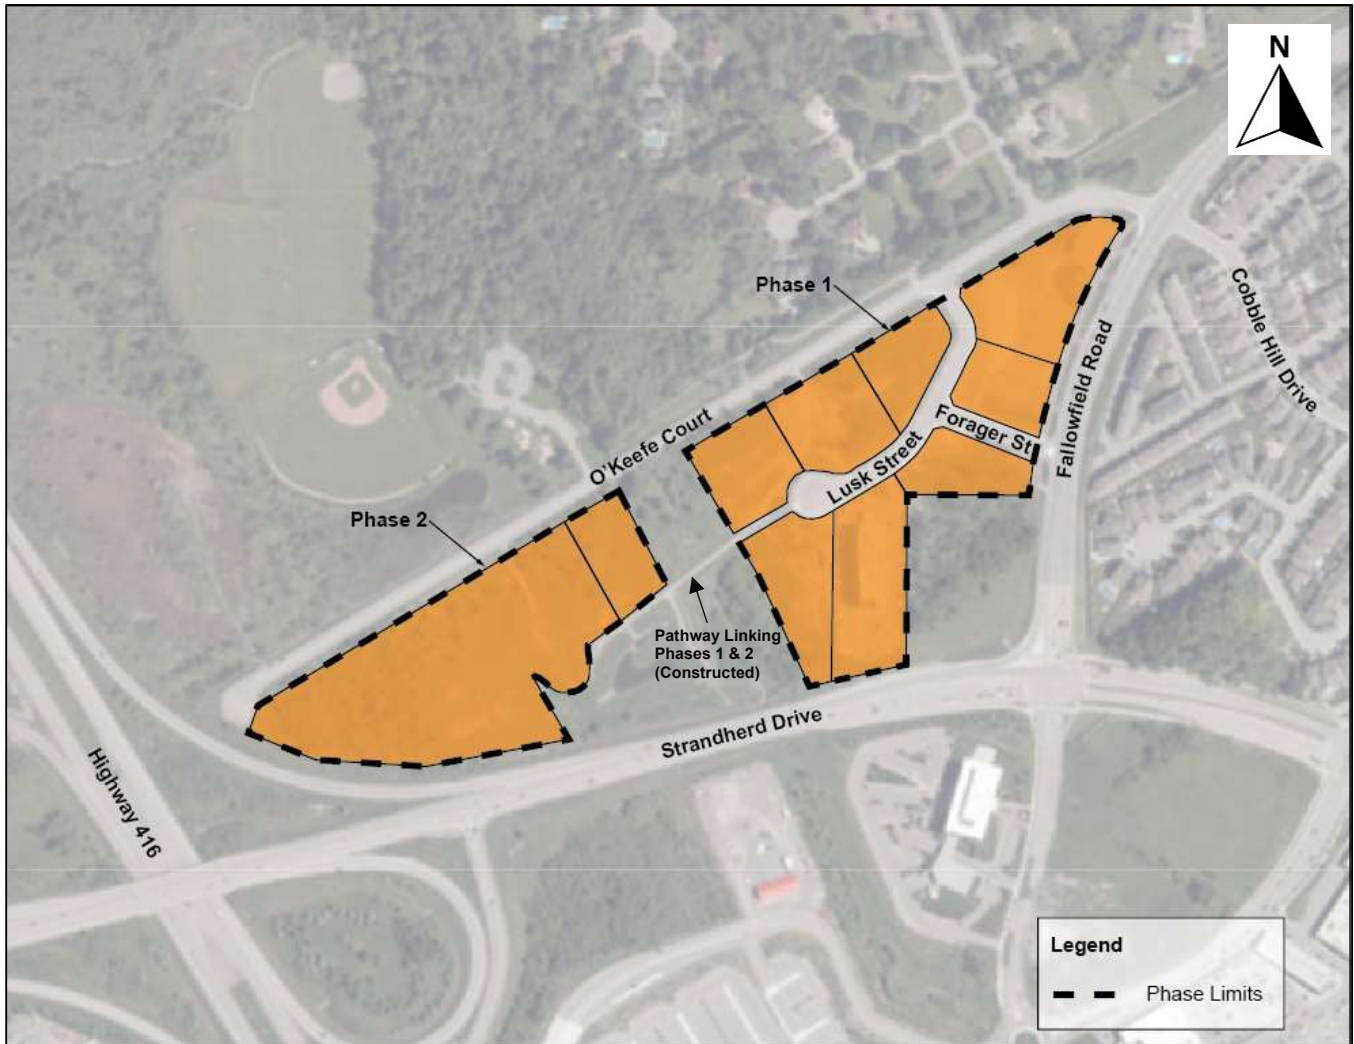 N
Phase 1
Cobble Hill Drive
Fallowfield Road
Forager St
O'Keefe Court
Lusk Street
Phase 2
Pathway Linking
Phases 1 & 2
(Constructed)
Strandherd Drive
Highway 416
Legend
Phase Limits